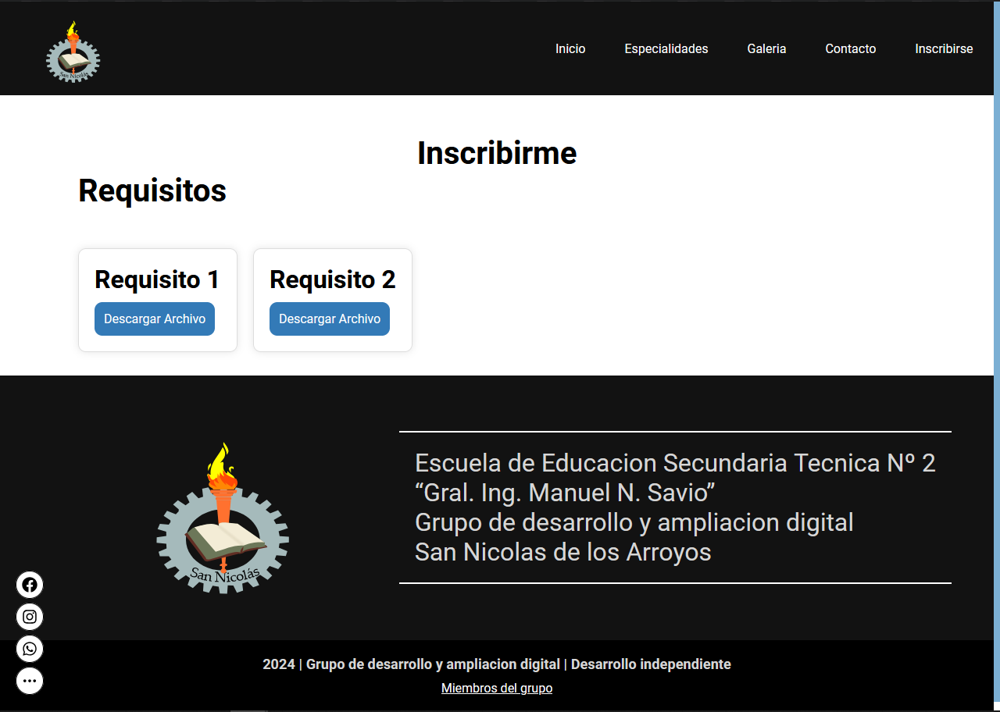 San Nicolás
Inicio
Especialidades
Galeria
Contacto
Inscribirse
Inscribirme
Requisitos
Requisito 1
Descargar Archivo
Requisito 2
Descargar Archivo
San Nicolás
Escuela de Educacion Secundaria Tecnica Nº 2
“Gral. Ing. Manuel N. Savio”
Grupo de desarrollo y ampliacion digital
San Nicolas de los Arroyos
2024 | Grupo de desarrollo y ampliacion digital | Desarrollo independiente
Miembros del grupo